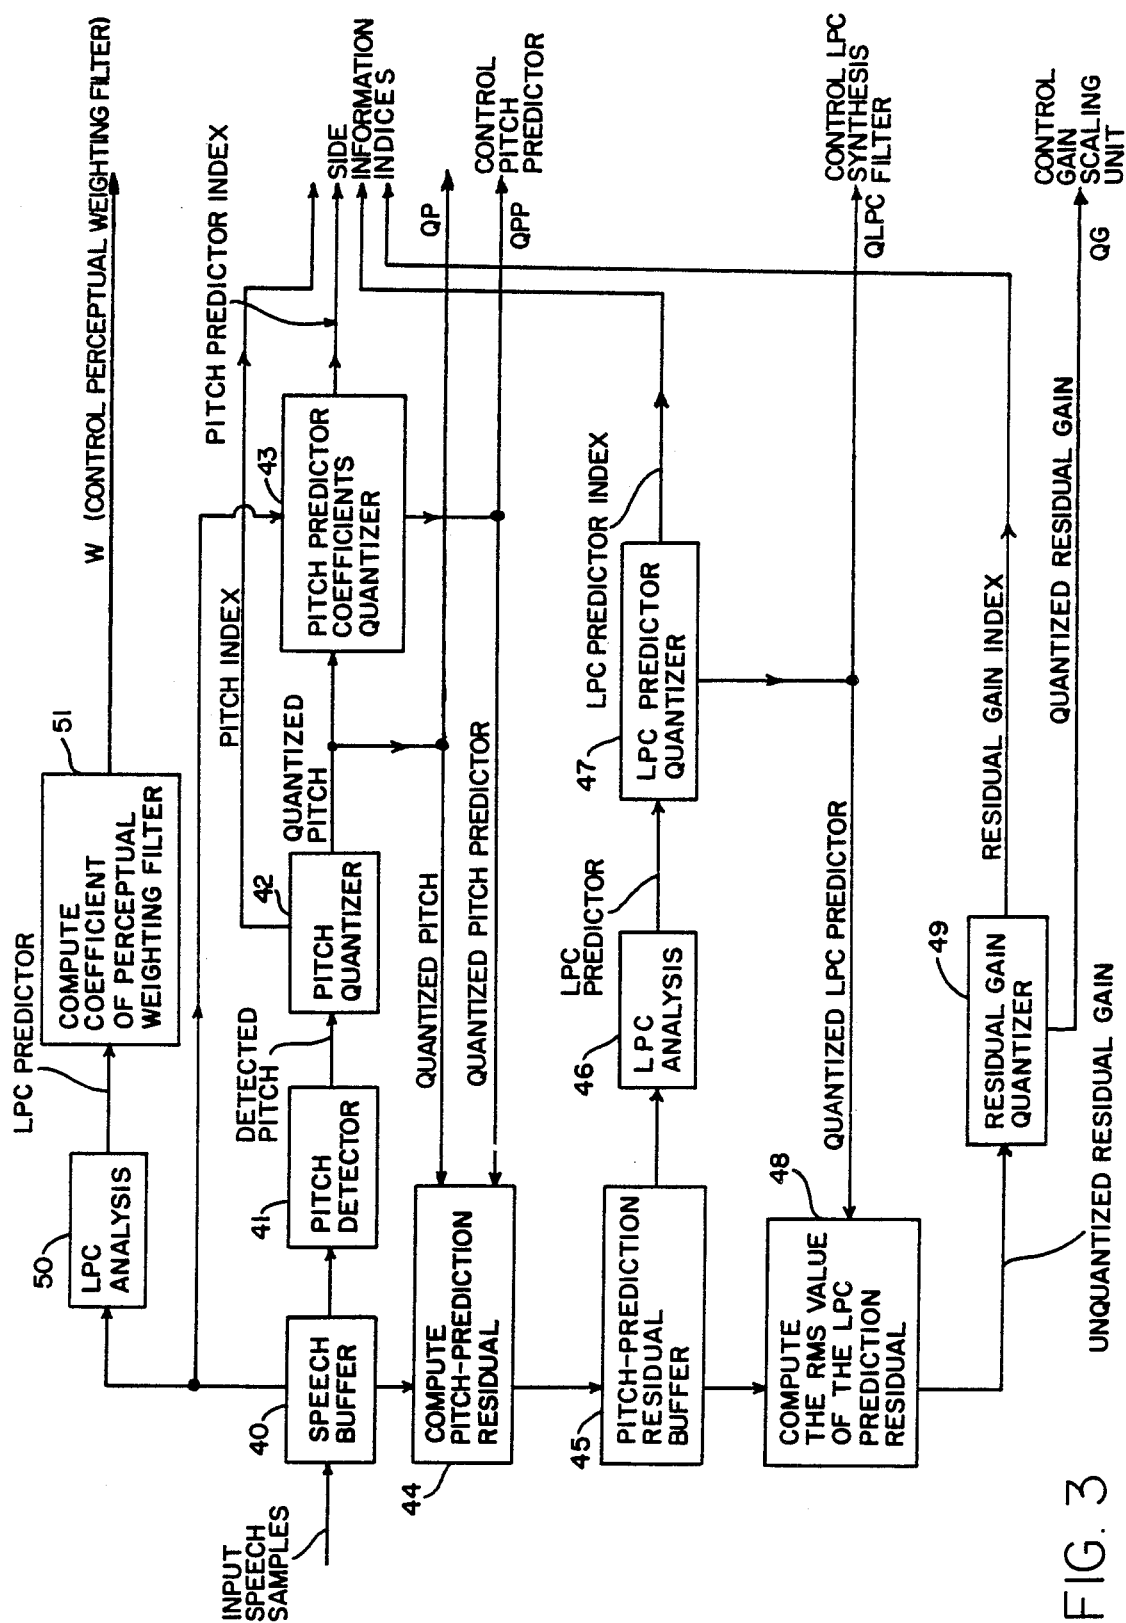 LPC PREDICTOR
50
LPC
ANALYSIS
51
COMPUTE
COEFFICIENT
OF PERCEPTUAL
WEIGHTING FILTER
W (CONTROL PERCEPTUAL WEIGHTING FILTER)
INPUT
SPEECH
SAMPLES
40
SPEECH
BUFFER
41
PITCH
DETECTOR
DETECTED
PITCH
42
PITCH
QUANTIZER
QUANTIZED
PITCH
PITCH INDEX
43
PITCH PREDICTOR
COEFFICIENTS
QUANTIZER
PITCH PREDICTOR INDEX
SIDE
INFORMATION
INDICES
44
COMPUTE
PITCH-PREDICTION
RESIDUAL
QUANTIZED PITCH
QP
QUANTIZED PITCH PREDICTOR
QPP
CONTROL
PITCH
PREDICTOR
45
PITCH-PREDICTION
RESIDUAL
BUFFER
46
LPC
ANALYSIS
LPC
PREDICTOR
47
LPC PREDICTOR
QUANTIZER
LPC PREDICTOR INDEX
48
COMPUTE
THE RMS VALUE
OF THE LPC
PREDICTION
RESIDUAL
QUANTIZED LPC PREDICTOR
QLPC
CONTROL LPC
SYNTHESIS
FILTER
49
RESIDUAL GAIN
QUANTIZER
RESIDUAL GAIN INDEX
QUANTIZED RESIDUAL GAIN
QG
CONTROL
GAIN
SCALING
UNIT
UNQUANTIZED RESIDUAL GAIN
FIG. 3